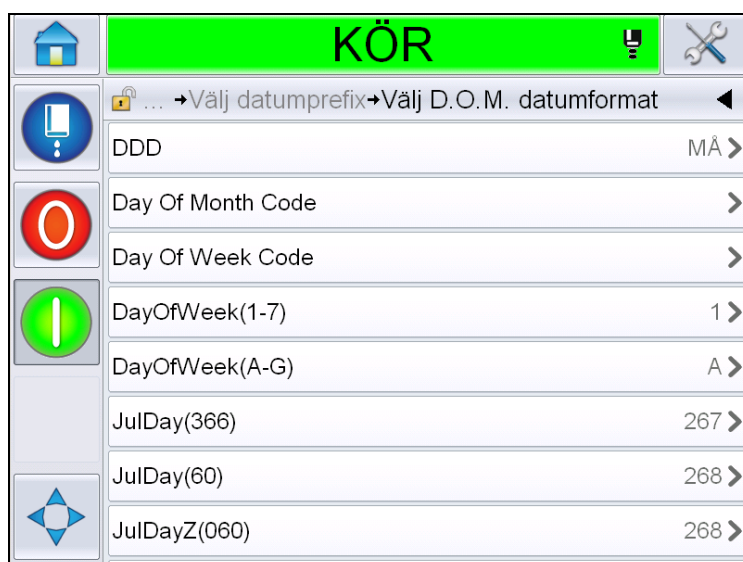 KÖR
... →Välj datumprefix→Välj D.O.M. datumformat
DDD MÅ
Day Of Month Code
Day Of Week Code
DayOfWeek(1-7) 1
DayOfWeek(A-G) A
JulDay(366) 267
JulDay(60) 268
JulDayZ(060) 268